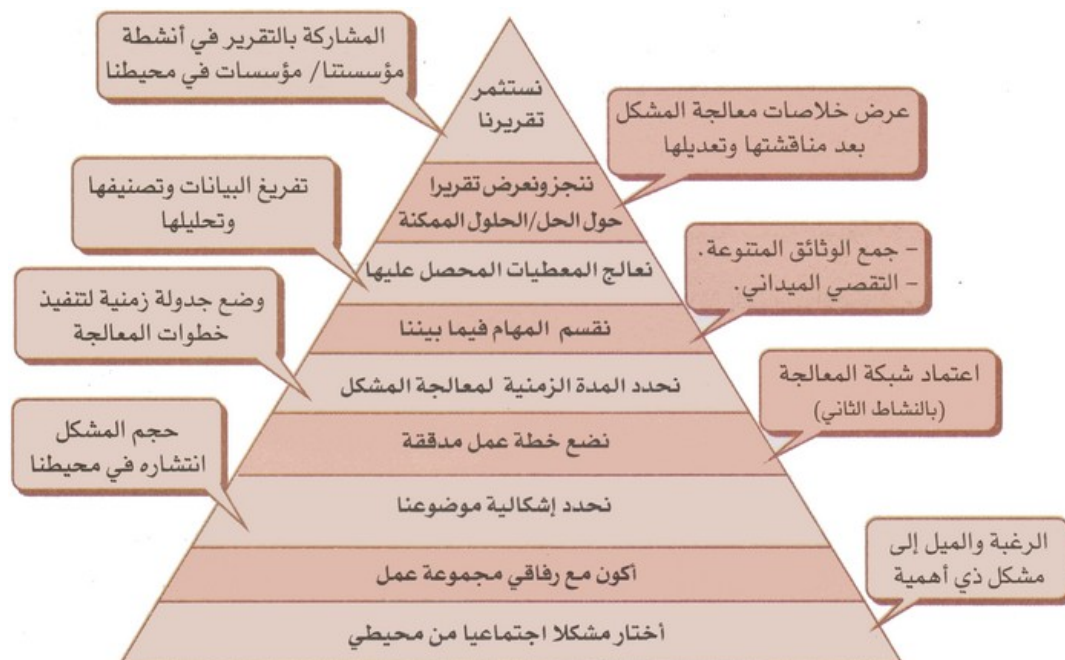 المشاركة بالتقرير في أنشطة
مؤسستنا/ مؤسسات في محيطنا
نستثمر
تقريرنا
عرض خلاصات معالجة المشكل
بعد مناقشتها وتعديلها
ننجز ونعرض تقريرا
حول الحل/الحلول الممكنة
تفريغ البيانات وتصنيفها
وتحليلها
نعالج المعطيات المحصل عليها
- جمع الوثائق المتنوعة.
- التقصي الميداني.
نقسم المهام فيما بيننا
وضع جدولة زمنية لتنفيذ
خطوات المعالجة
نحدد المدة الزمنية لمعالجة المشكل
اعتماد شبكة المعالجة
(بالنشاط الثاني)
نضع خطة عمل مدققة
حجم المشكل
انتشاره في محيطنا
نحدد إشكالية موضوعنا
أكون مع رفاقي مجموعة عمل
الرغبة والميل إلى
مشكل ذي أهمية
أختار مشكلا اجتماعيا من محيطي